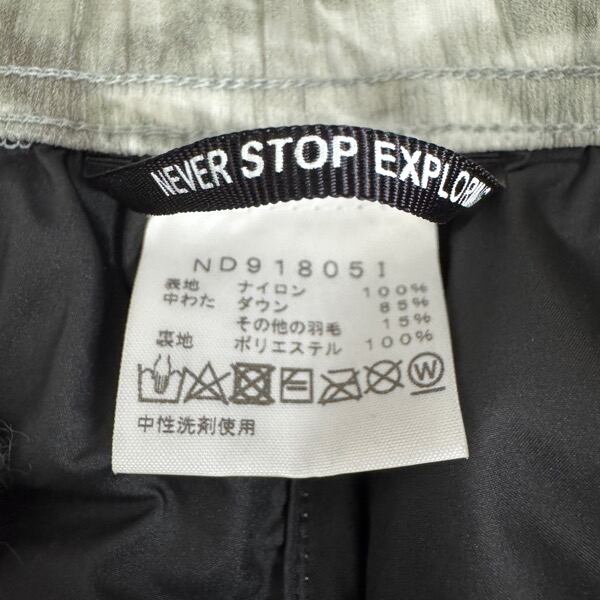 NEVER STOP EXPLORING
ND91805I
表地 ナイロン 100%
中わた ダウン 85%
その他の羽毛 15%
裏地 ポリエステル 100%
W
中性洗剤使用